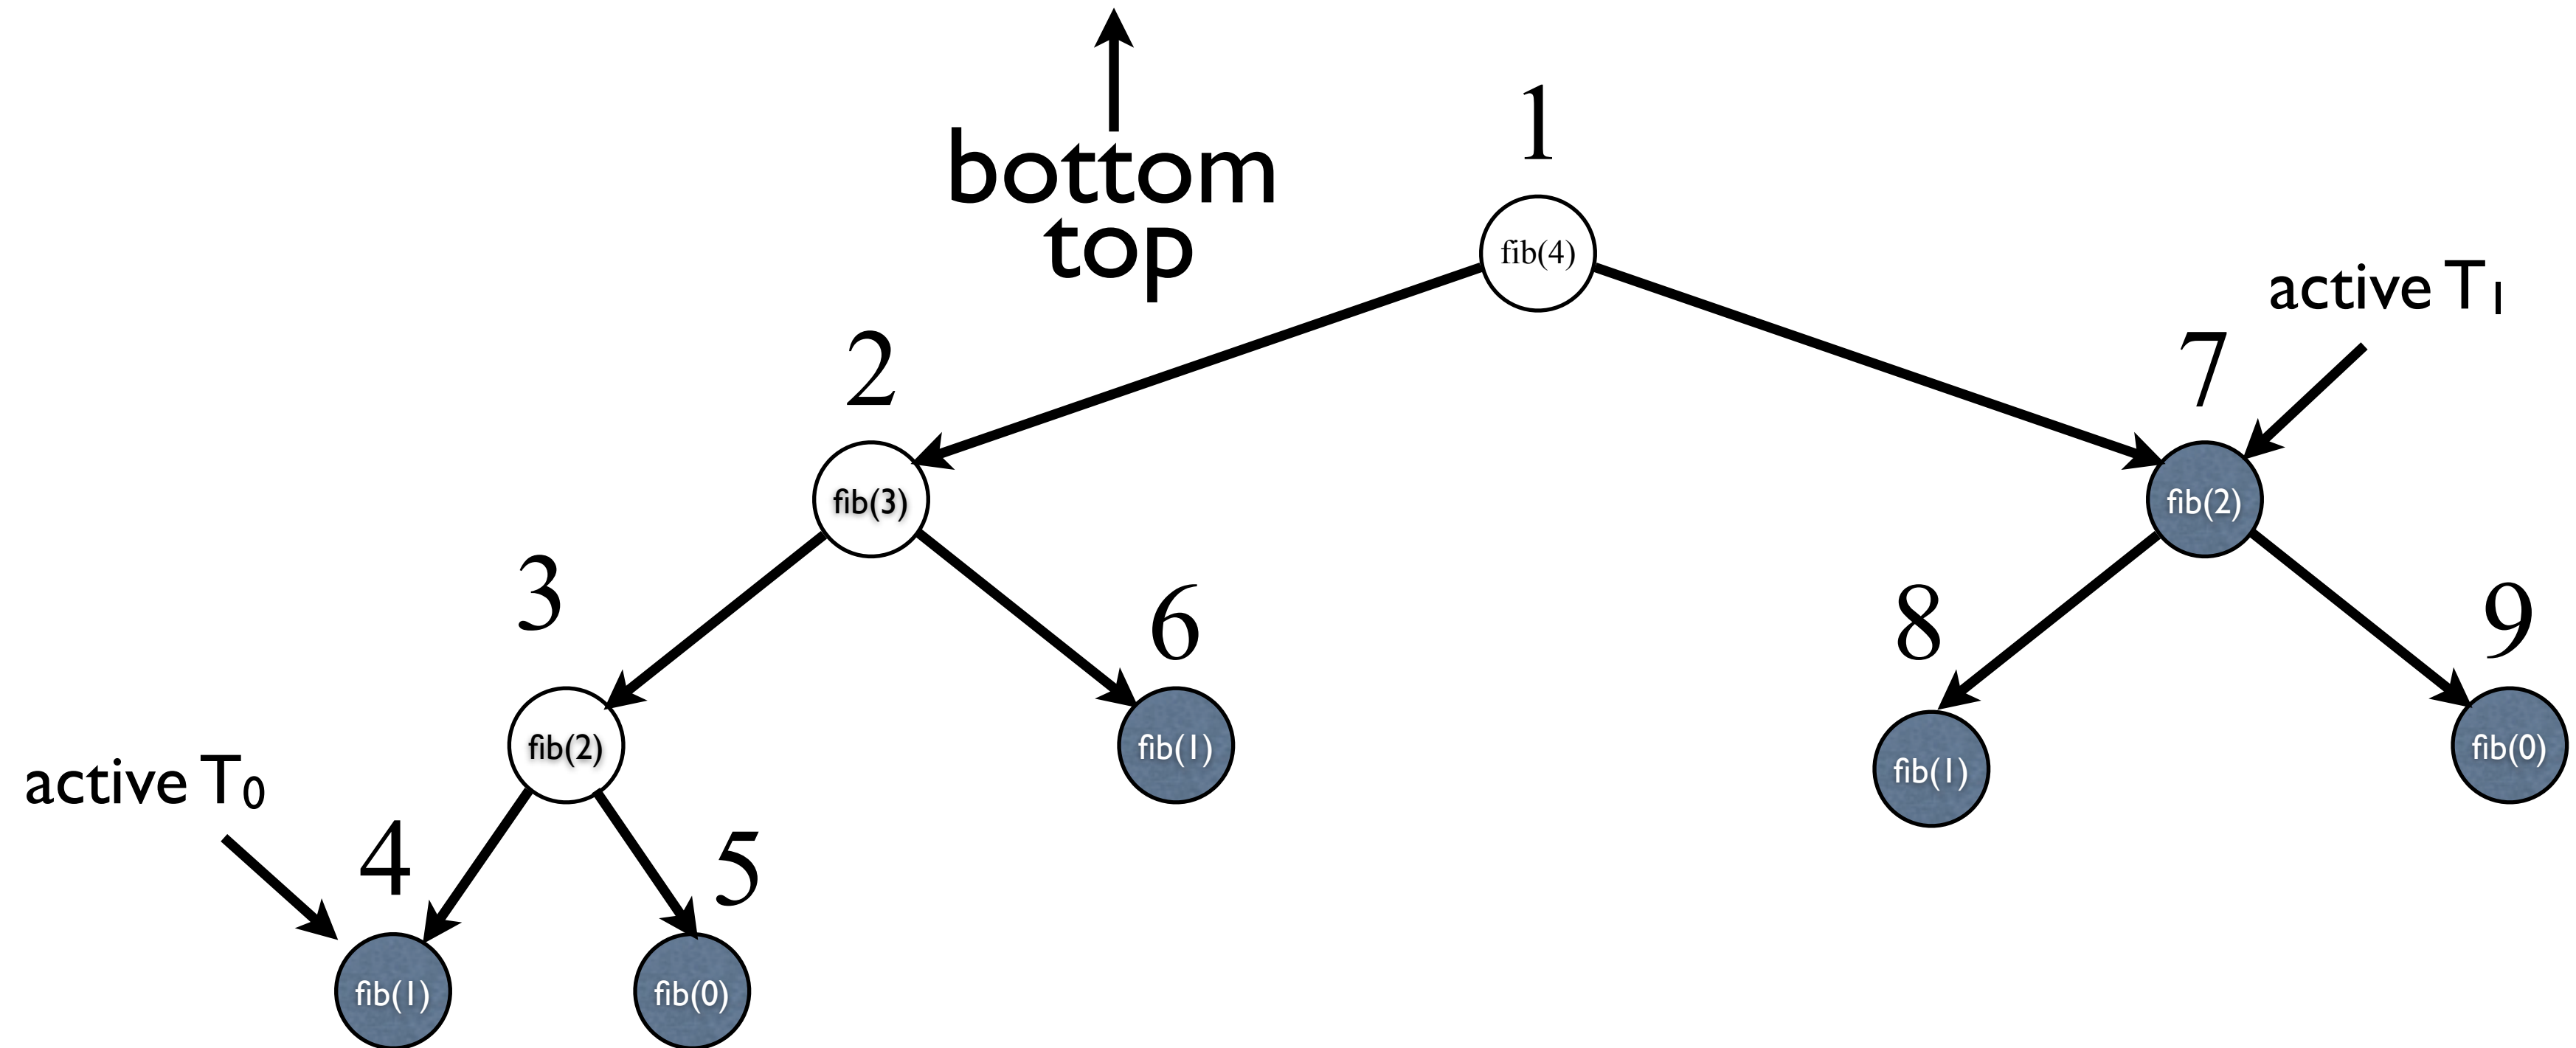 bottom
top
1
fib(4)
active T1
2
7
fib(3)
fib(2)
3
6
8
9
fib(2)
fib(1)
fib(1)
fib(0)
active T0
4
5
fib(1)
fib(0)